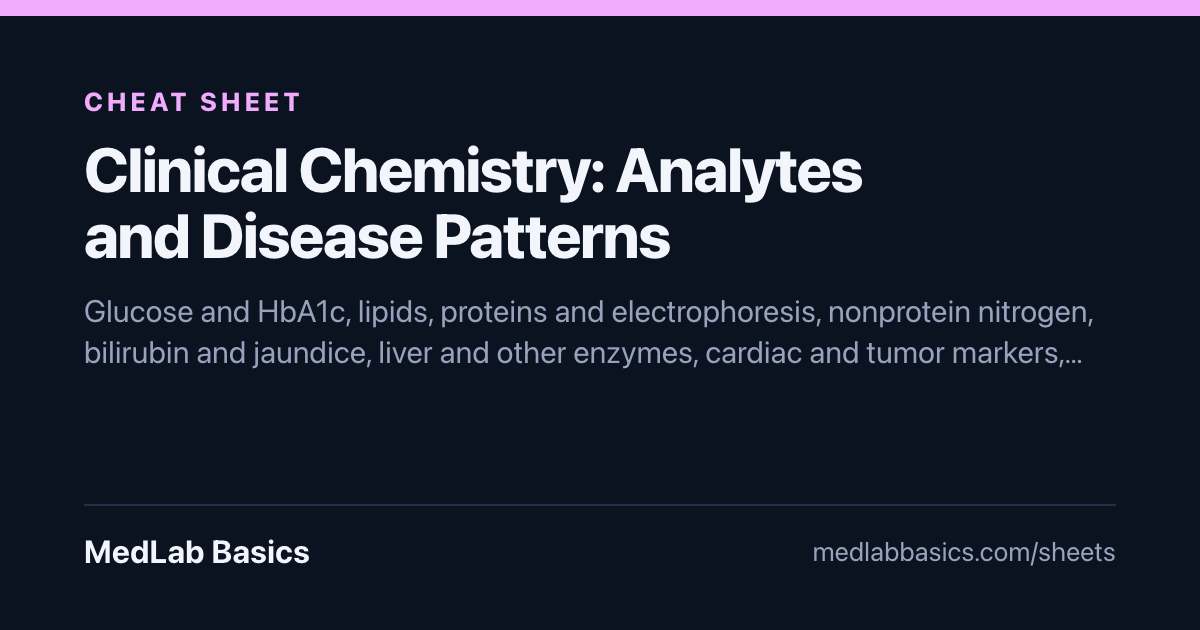 CHEAT SHEET
Clinical Chemistry: Analytes
and Disease Patterns
Glucose and HbA1c, lipids, proteins and electrophoresis, nonprotein nitrogen,
bilirubin and jaundice, liver and other enzymes, cardiac and tumor markers,...
MedLab Basics
medlabbasics.com/sheets